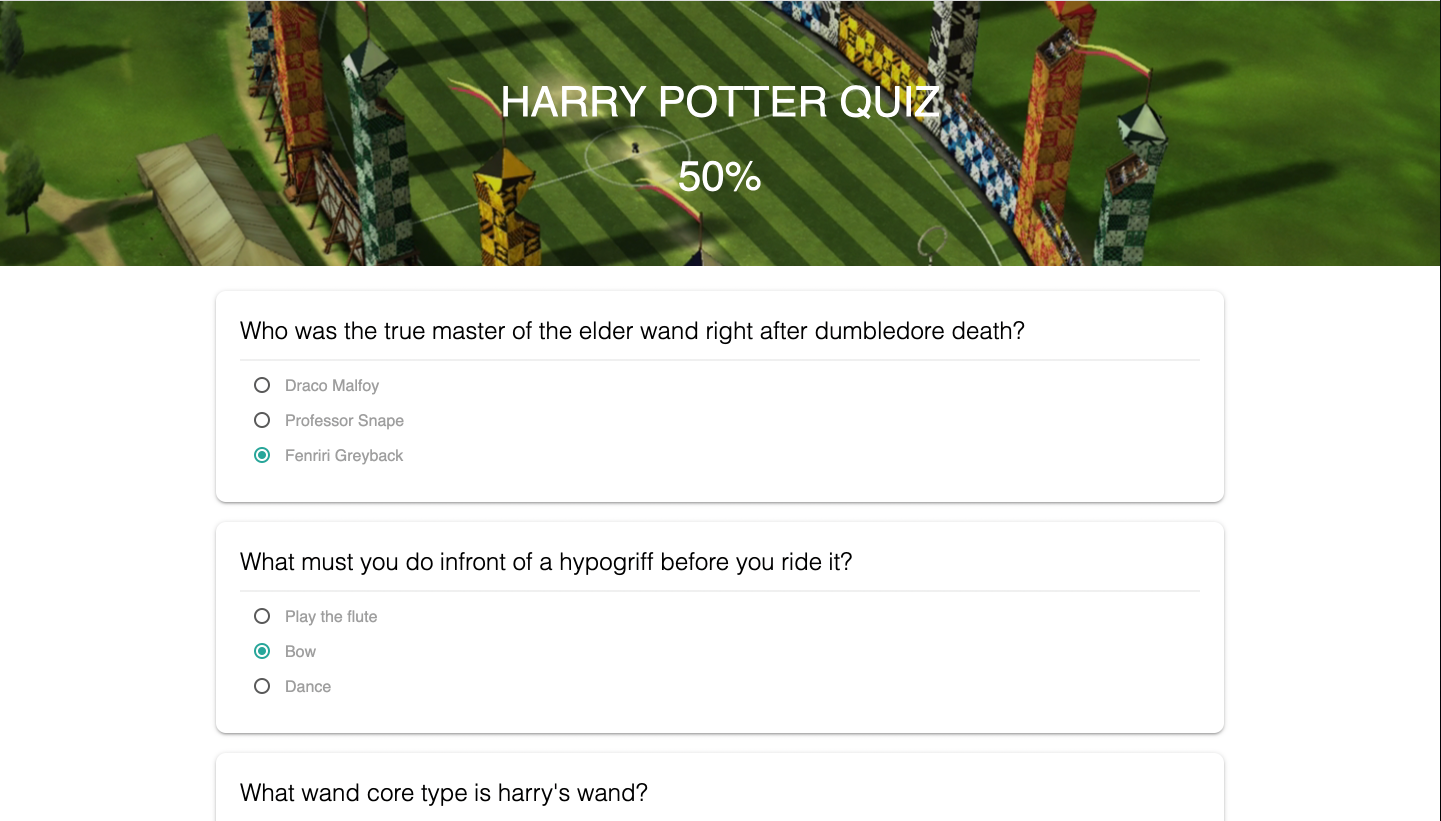 HARRY POTTER QUIZ
50%
Who was the true master of the elder wand right after dumbledore death?
Draco Malfoy
Professor Snape
Fenriri Greyback
What must you do infront of a hypogriff before you ride it?
Play the flute
Bow
Dance
What wand core type is harry's wand?